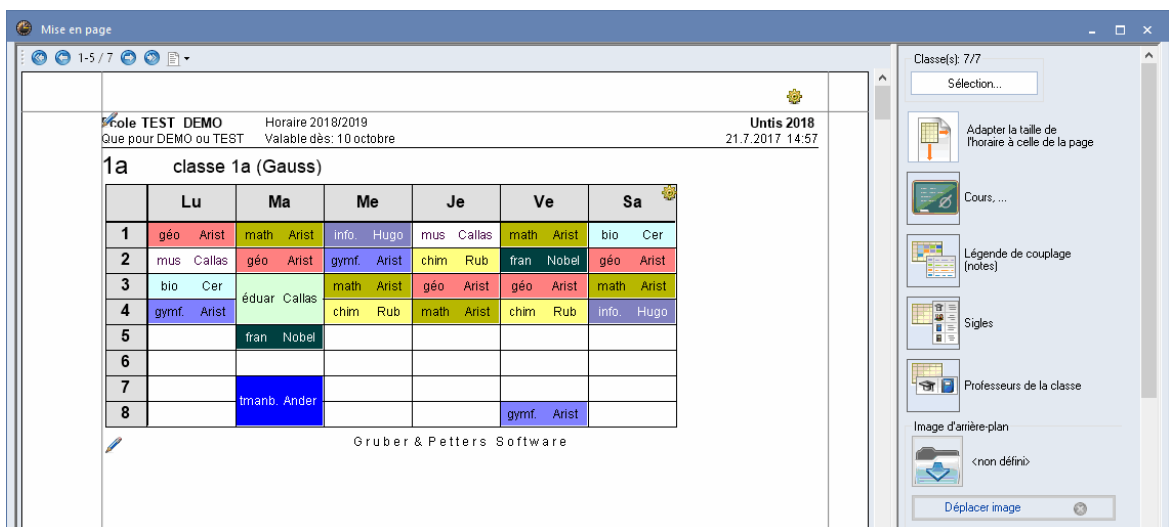 Mise en page
1-5 / 7
Classe(s): 7/7
Sélection...
Adapter la taille de
l'horaire à celle de la page
Cours, ...
Légende de couplage
(notes)
Sigles
Professeurs de la classe
Image d'arrière-plan
<non défini>
Déplacer image
École TEST DEMO Horaire 2018/2019 Untis 2018
Que pour DEMO ou TEST Valable dès: 10 octobre 21.7.2017 14:57
1a classe 1a (Gauss)
Lu Ma Me Je Ve Sa
1 géo Arist math Arist info. Hugo mus Callas math Arist bio Cer
2 mus Callas géo Arist gymf. Arist chim Rub fran Nobel géo Arist
3 bio Cer éduar Callas math Arist géo Arist géo Arist math Arist
4 gymf. Arist chim Rub math Arist chim Rub info. Hugo
5 fran Nobel
6
7 tmanb. Ander
8 gymf. Arist
Gruber & Petters Software